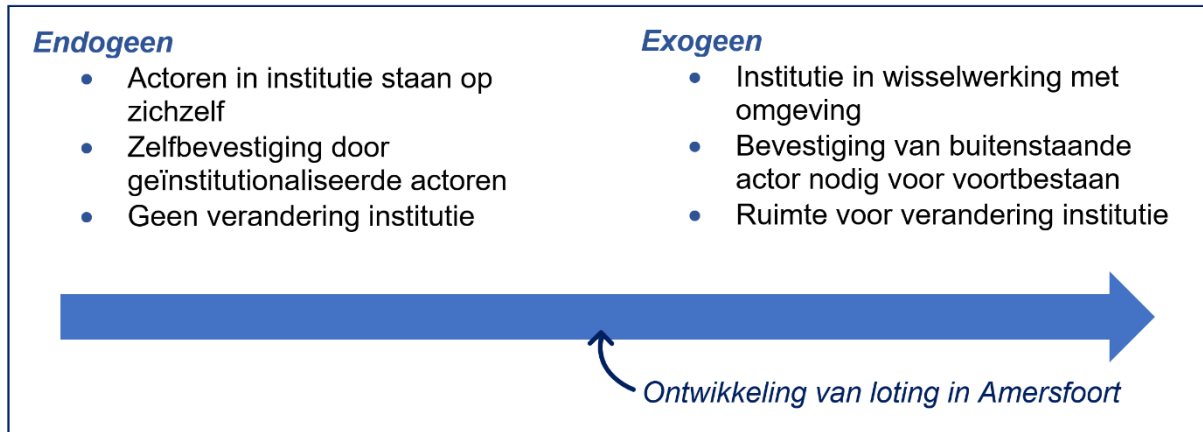 Endogeen
• Actoren in institutie staan op
zichzelf
• Zelfbevestiging door
geïnstitutionaliseerde actoren
• Geen verandering institutie
Exogeen
• Institutie in wisselwerking met
omgeving
• Bevestiging van buitenstaande
actor nodig voor voortbestaan
• Ruimte voor verandering institutie
Ontwikkeling van loting in Amersfoort